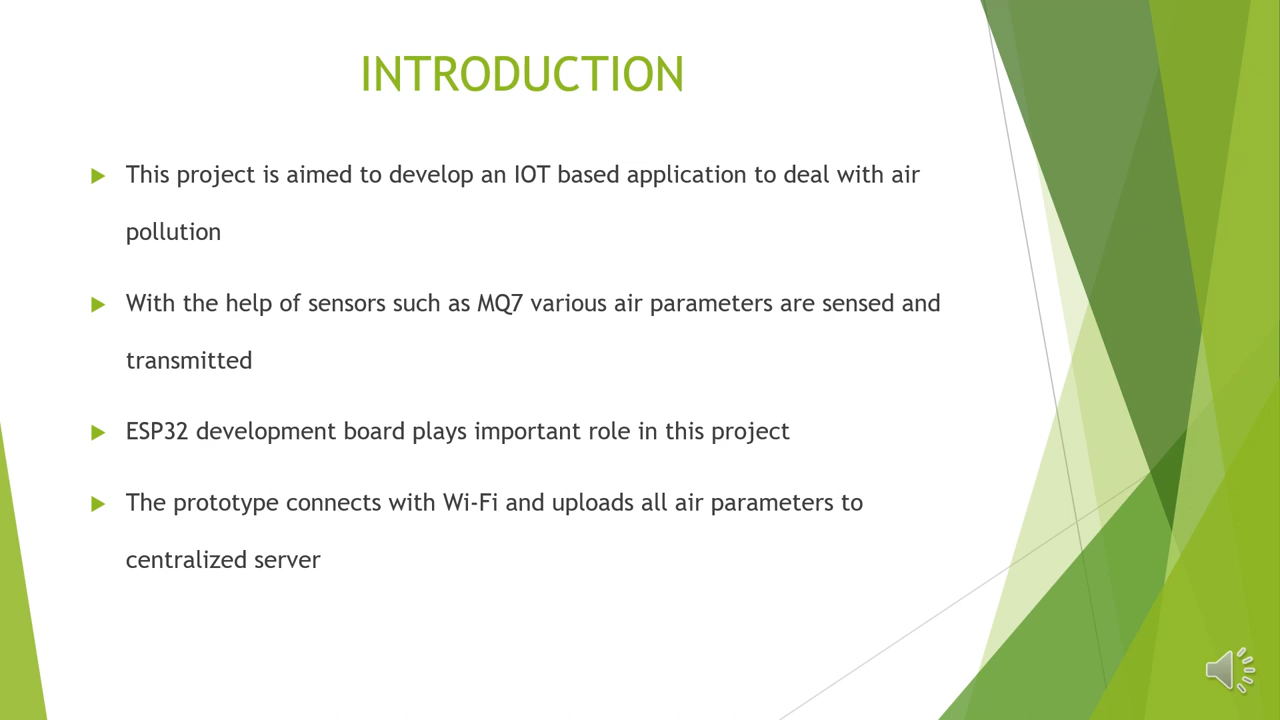 INTRODUCTION
This project is aimed to develop an IOT based application to deal with air
pollution
With the help of sensors such as MQ7 various air parameters are sensed and
transmitted
ESP32 development board plays important role in this project
The prototype connects with Wi-Fi and uploads all air parameters to
centralized server